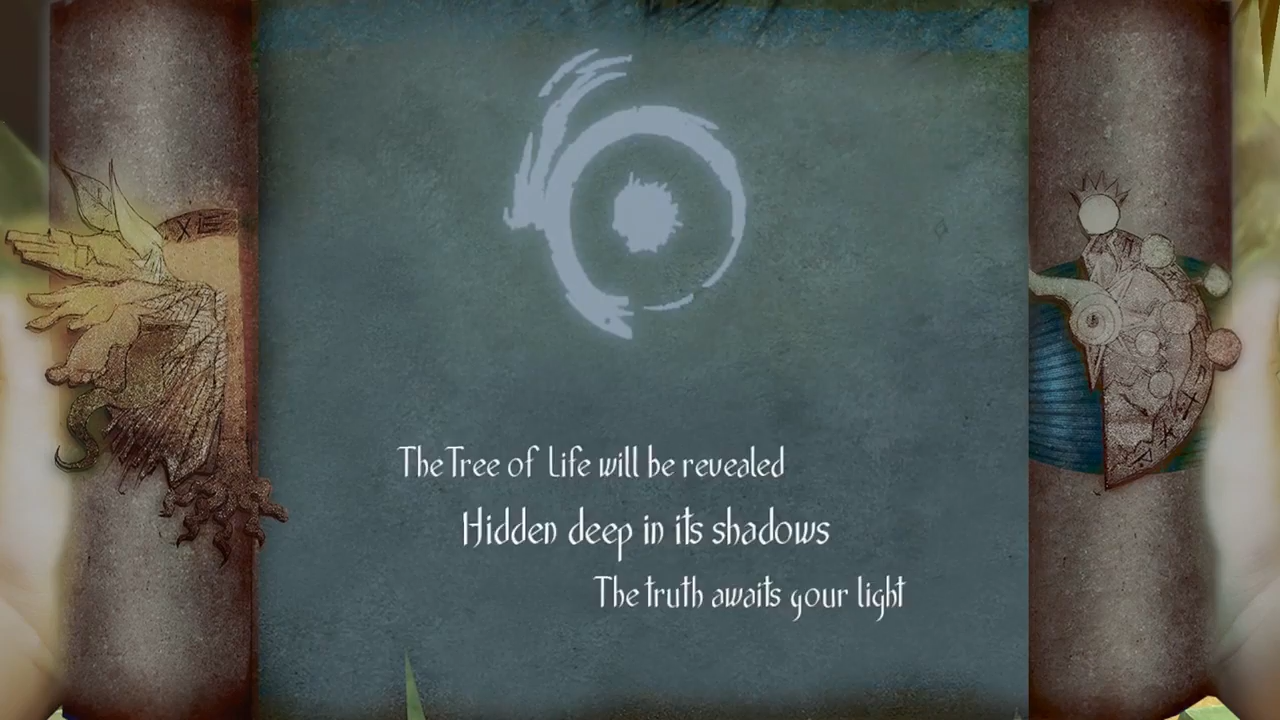 The Tree of Life will be revealed
Hidden deep in its shadows
The truth awaits your light